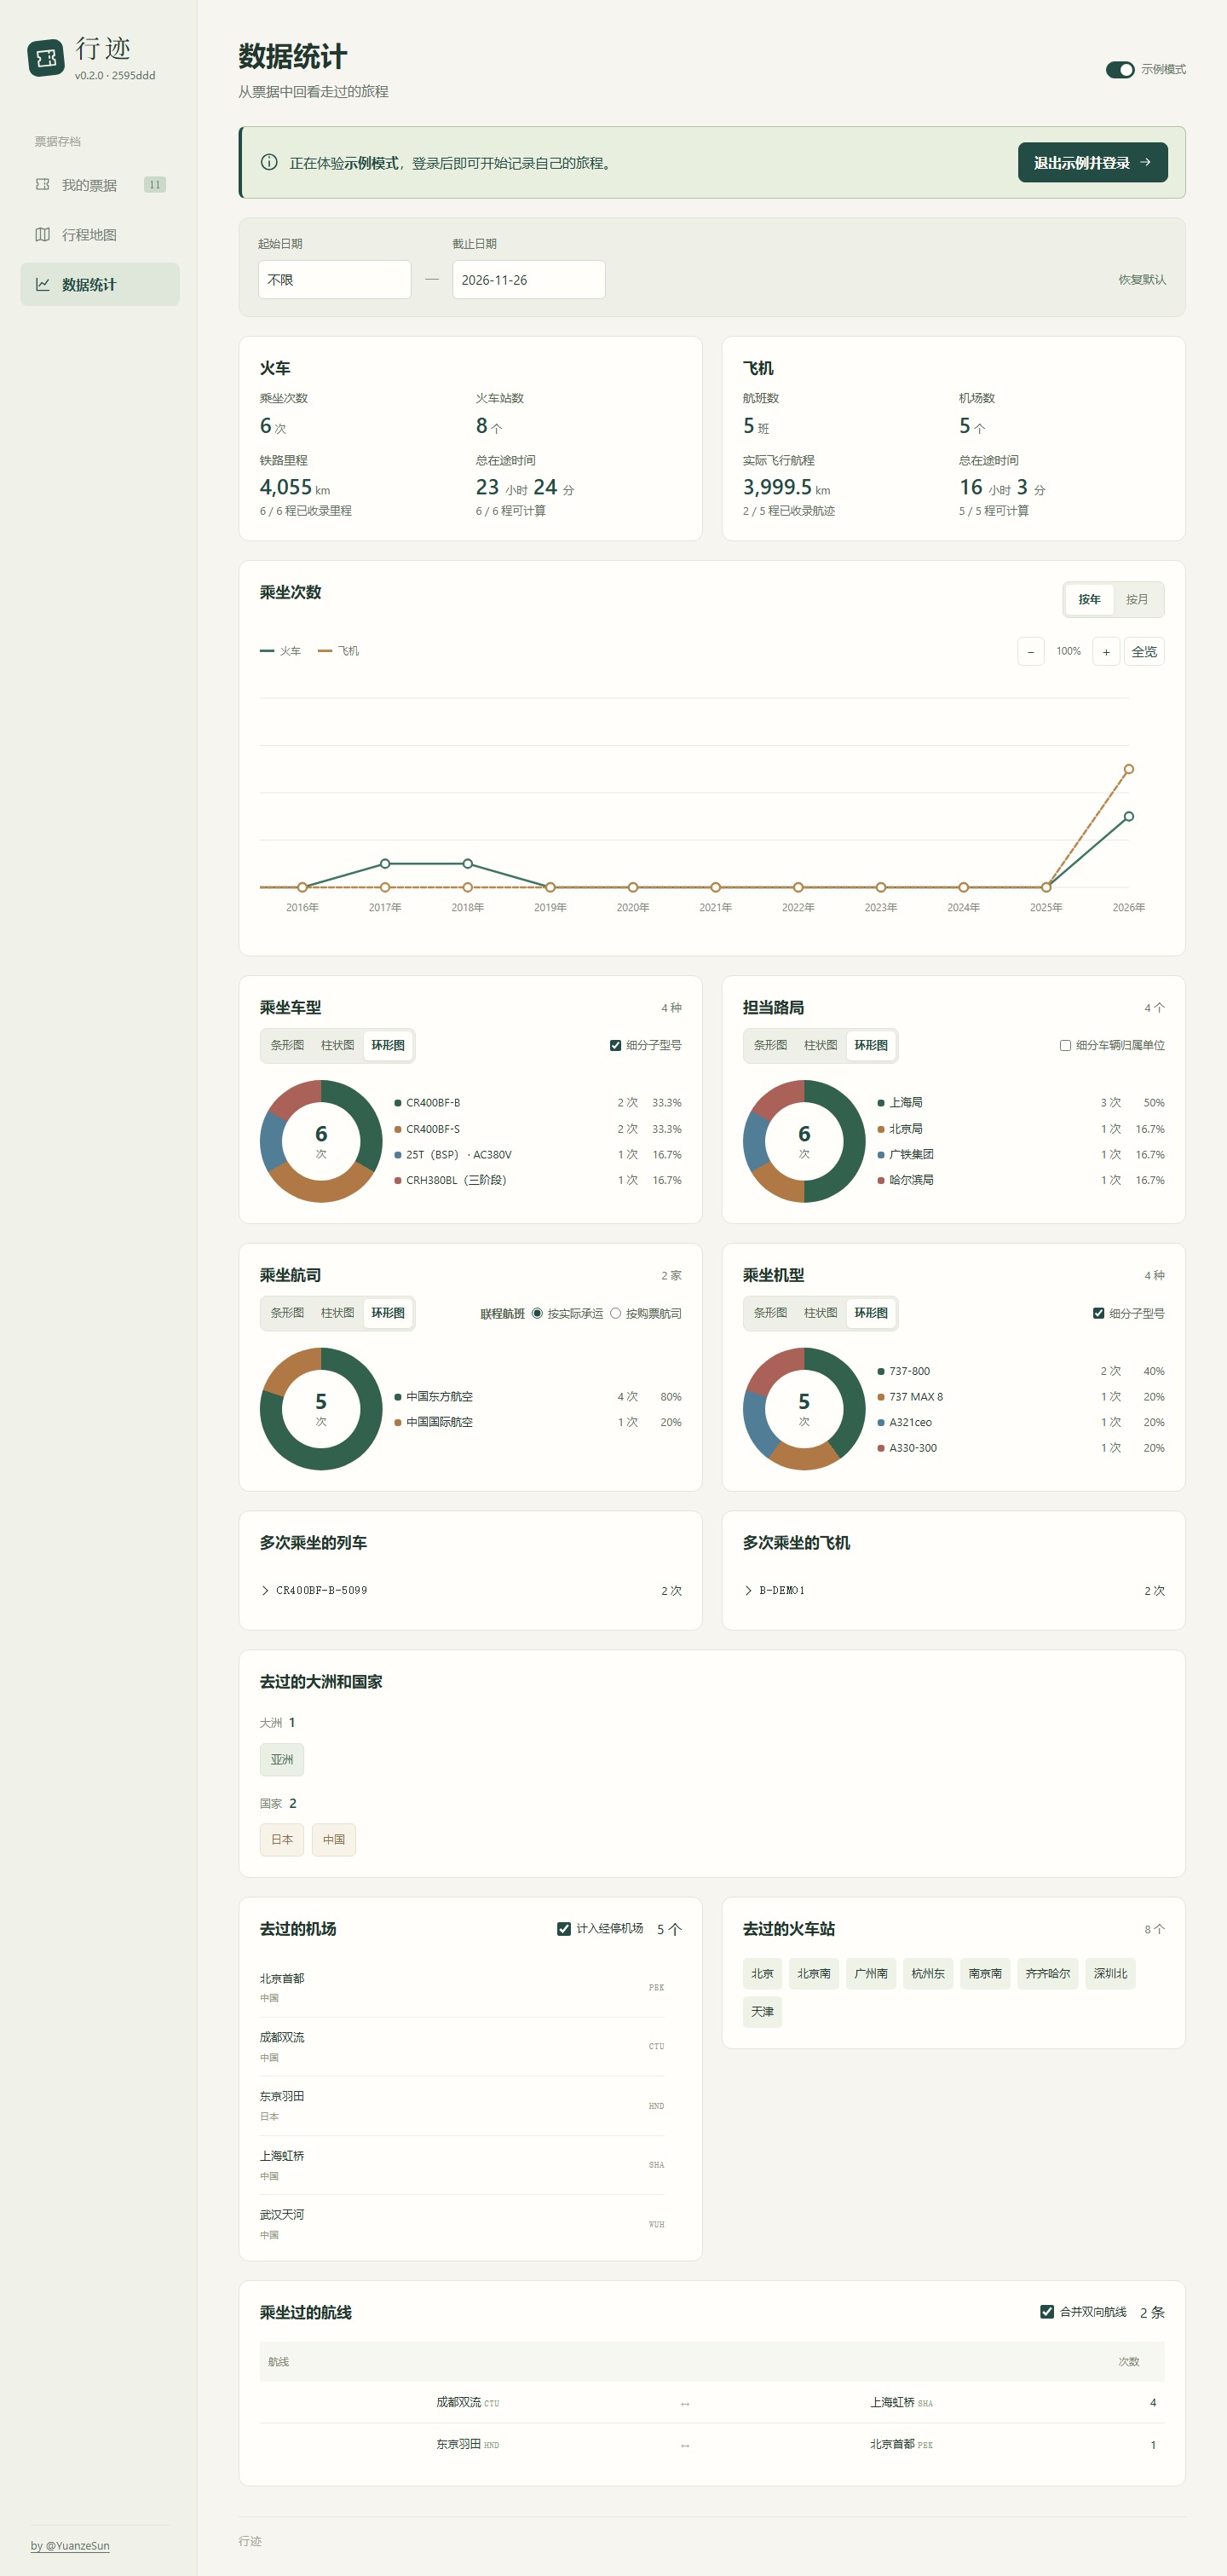 行迹
v0.2.0 · 2595ddd
票据存档
我的票据 11
行程地图
数据统计
数据统计
从票据中回看走过的旅程
示例模式
正在体验示例模式，登录后即可开始记录自己的旅程。
退出示例并登录 →
起始日期 截止日期
不限 — 2026-11-26
恢复默认
火车
乘坐次数 火车站数
6 次 8 个
铁路里程 总在途时间
4,055 km 23 小时 24 分
6 / 6 程已收录里程 6 / 6 程可计算
飞机
航班数 机场数
5 班 5 个
实际飞行航程 总在途时间
3,999.5 km 16 小时 3 分
2 / 5 程已收录航迹 5 / 5 程可计算
乘坐次数
按年 按月
火车 飞机
− 100% + 全览
2016年 2017年 2018年 2019年 2020年 2021年 2022年 2023年 2024年 2025年 2026年
乘坐车型 4 种
条形图 柱状图 环形图 细分子型号
6
次
CR400BF-B 2 次 33.3%
CR400BF-S 2 次 33.3%
25T（BSP）· AC380V 1 次 16.7%
CRH380BL（三阶段） 1 次 16.7%
担当路局 4 个
条形图 柱状图 环形图 细分车辆归属单位
6
次
上海局 3 次 50%
北京局 1 次 16.7%
广铁集团 1 次 16.7%
哈尔滨局 1 次 16.7%
乘坐航司 2 家
条形图 柱状图 环形图 联程航班 按实际承运 按购票航司
5
次
中国东方航空 4 次 80%
中国国际航空 1 次 20%
乘坐机型 4 种
条形图 柱状图 环形图 细分子型号
5
次
737-800 2 次 40%
737 MAX 8 1 次 20%
A321ceo 1 次 20%
A330-300 1 次 20%
多次乘坐的列车
CR400BF-B-5099 2 次
多次乘坐的飞机
B-DEMO1 2 次
去过的大洲和国家
大洲 1
亚洲
国家 2
日本 中国
去过的机场 计入经停机场 5 个
北京首都
中国
PEK
成都双流
中国
CTU
东京羽田
日本
HND
上海虹桥
中国
SHA
武汉天河
中国
WUH
去过的火车站 8 个
北京 北京南 广州南 杭州东 南京南 齐齐哈尔 深圳北
天津
乘坐过的航线 合并双向航线 2 条
航线 次数
成都双流 CTU ↔ 上海虹桥 SHA 4
东京羽田 HND ↔ 北京首都 PEK 1
by @YuanzeSun
行迹